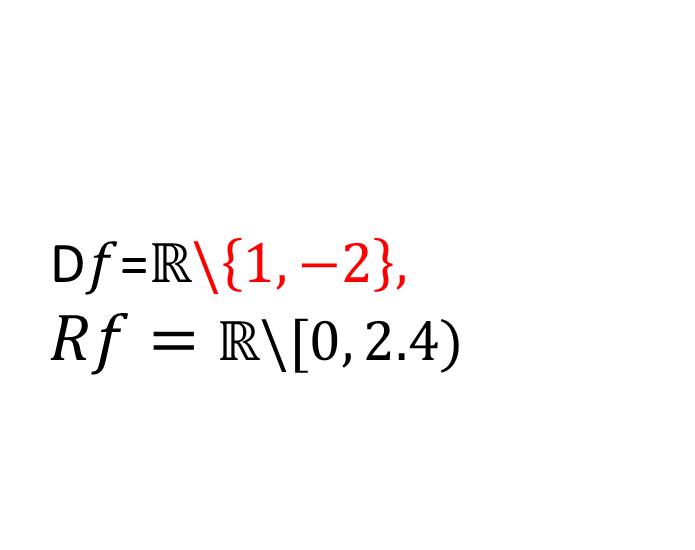 D𝑓=ℝ\{1, −2},
𝑅𝑓 = ℝ\[0, 2.4)